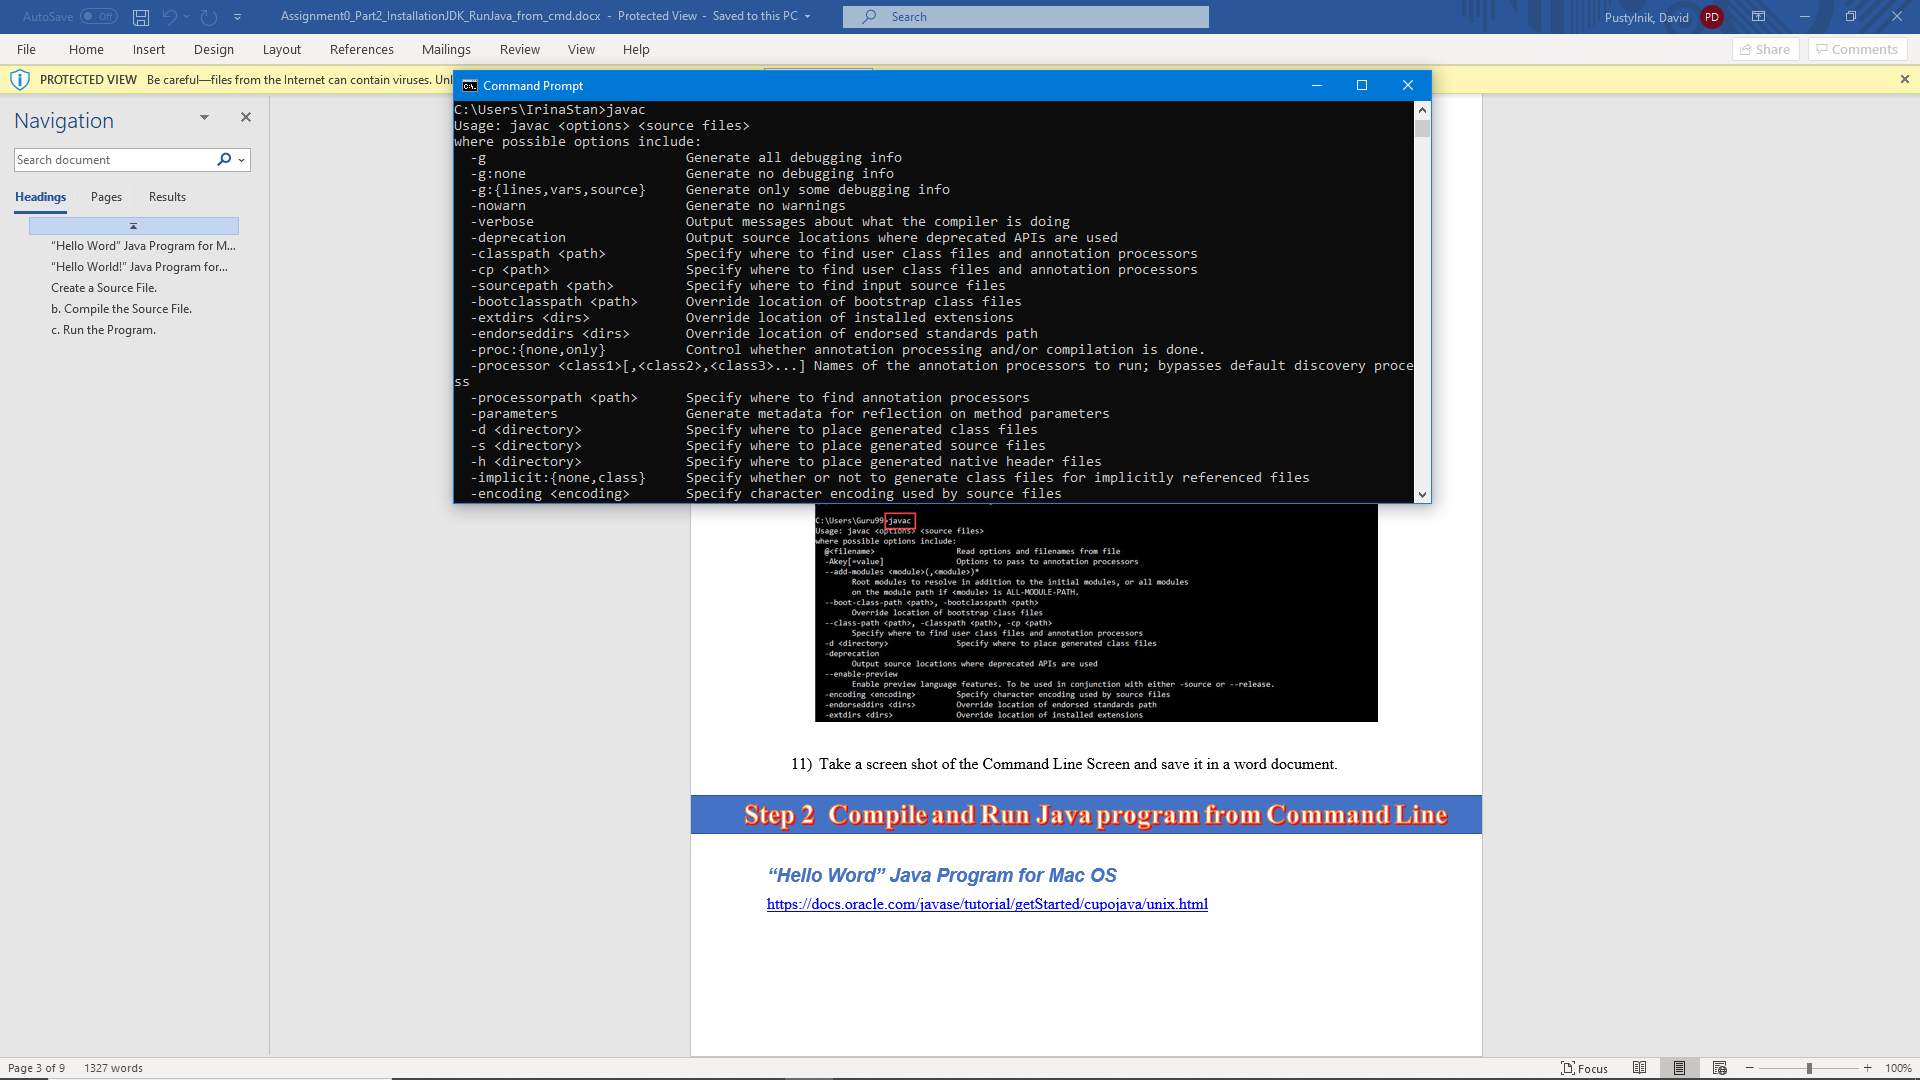 AutoSave Off
Assignment0_Part2_InstallationJDK_RunJava_from_cmd.docx - Protected View - Saved to this PC
Search
Pustylnik, David PD
File Home Insert Design Layout References Mailings Review View Help
Share Comments
PROTECTED VIEW Be careful—files from the Internet can contain viruses.
Navigation
Search document
Headings Pages Results
“Hello Word” Java Program for M...
“Hello World!” Java Program for...
Create a Source File.
b. Compile the Source File.
c. Run the Program.
Command Prompt
C:\Users\IrinaStan>javac
Usage: javac <options> <source files>
where possible options include:
-g Generate all debugging info
-g:none Generate no debugging info
-g:{lines,vars,source} Generate only some debugging info
-nowarn Generate no warnings
-verbose Output messages about what the compiler is doing
-deprecation Output source locations where deprecated APIs are used
-classpath <path> Specify where to find user class files and annotation processors
-cp <path> Specify where to find user class files and annotation processors
-sourcepath <path> Specify where to find input source files
-bootclasspath <path> Override location of bootstrap class files
-extdirs <dirs> Override location of installed extensions
-endorseddirs <dirs> Override location of endorsed standards path
-proc:{none,only} Control whether annotation processing and/or compilation is done.
-processor <class1>[,<class2>,<class3>...] Names of the annotation processors to run; bypasses default discovery proce
ss
-processorpath <path> Specify where to find annotation processors
-parameters Generate metadata for reflection on method parameters
-d <directory> Specify where to place generated class files
-s <directory> Specify where to place generated source files
-h <directory> Specify where to place generated native header files
-implicit:{none,class} Specify whether or not to generate class files for implicitly referenced files
-encoding <encoding> Specify character encoding used by source files
C:\Users\Guru99>javac
Usage: javac <options> <source files>
where possible options include:
@<filename> Read options and filenames from file
-Akey[=value] Options to pass to annotation processors
--add-modules <module>(,<module>)*
Root modules to resolve in addition to the initial modules, or all modules
on the module path if <module> is ALL-MODULE-PATH.
--boot-class-path <path>, -bootclasspath <path>
Override location of bootstrap class files
--class-path <path>, -classpath <path>, -cp <path>
Specify where to find user class files and annotation processors
-d <directory> Specify where to place generated class files
-deprecation
Output source locations where deprecated APIs are used
--enable-preview
Enable preview language features. To be used in conjunction with either -source or --release.
-encoding <encoding> Specify character encoding used by source files
-endorseddirs <dirs> Override location of endorsed standards path
-extdirs <dirs> Override location of installed extensions
11) Take a screen shot of the Command Line Screen and save it in a word document.
Step 2 Compile and Run Java program from Command Line
“Hello Word” Java Program for Mac OS
https://docs.oracle.com/javase/tutorial/getStarted/cupojava/unix.html
Page 3 of 9 1327 words
Focus 100%